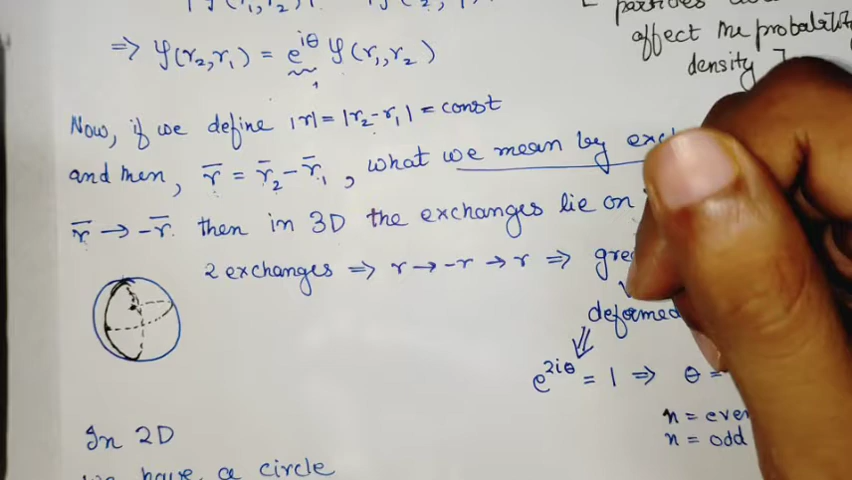 particles
affect the probability
density ]
⇒ ψ(r₂,r₁) = e^{iθ} ψ(r₁,r₂)
Now, if we define |r| = |r₂-r₁| = const
and then, r̅ = r̅₂ - r̅₁, what we mean by
r̅ → -r̅ then in 3D the exchanges lie on
2 exchanges ⇒ r → -r → r ⇒
deformed
e^{2iθ} = 1 ⇒ θ =
n = even
n = odd
In 2D
We have a circle